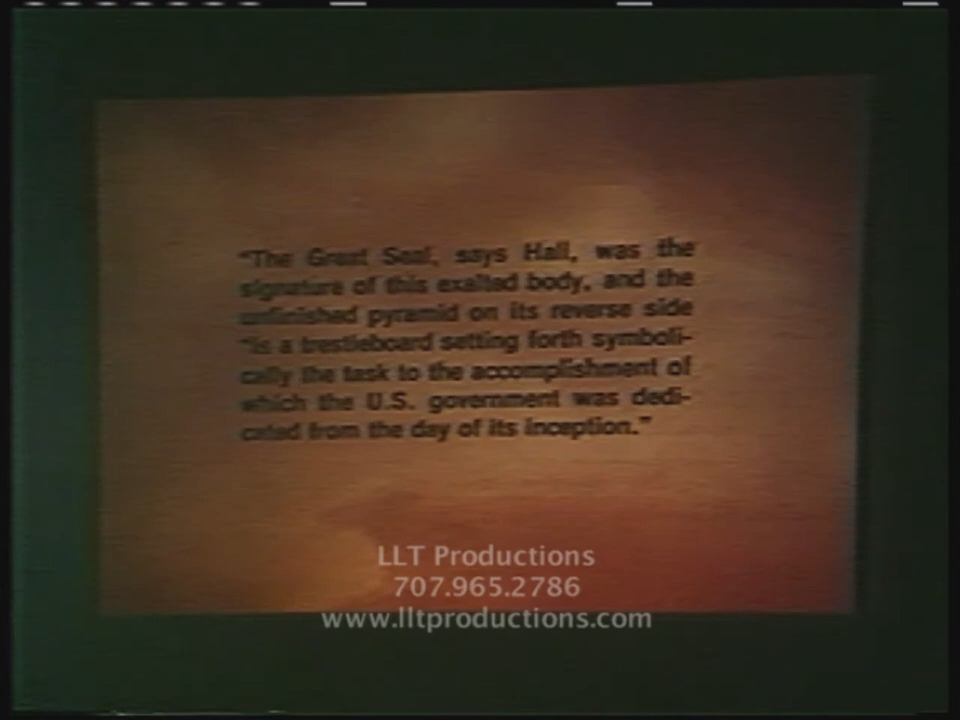 "The Great Seal, says Hall, was the
signature of this exalted body, and the
unfinished pyramid on its reverse side
"is a trestleboard setting forth symboli-
cally the task to the accomplishment of
which the U.S. government was dedi-
cated from the day of its inception."
LLT Productions
707.965.2786
www.lltproductions.com